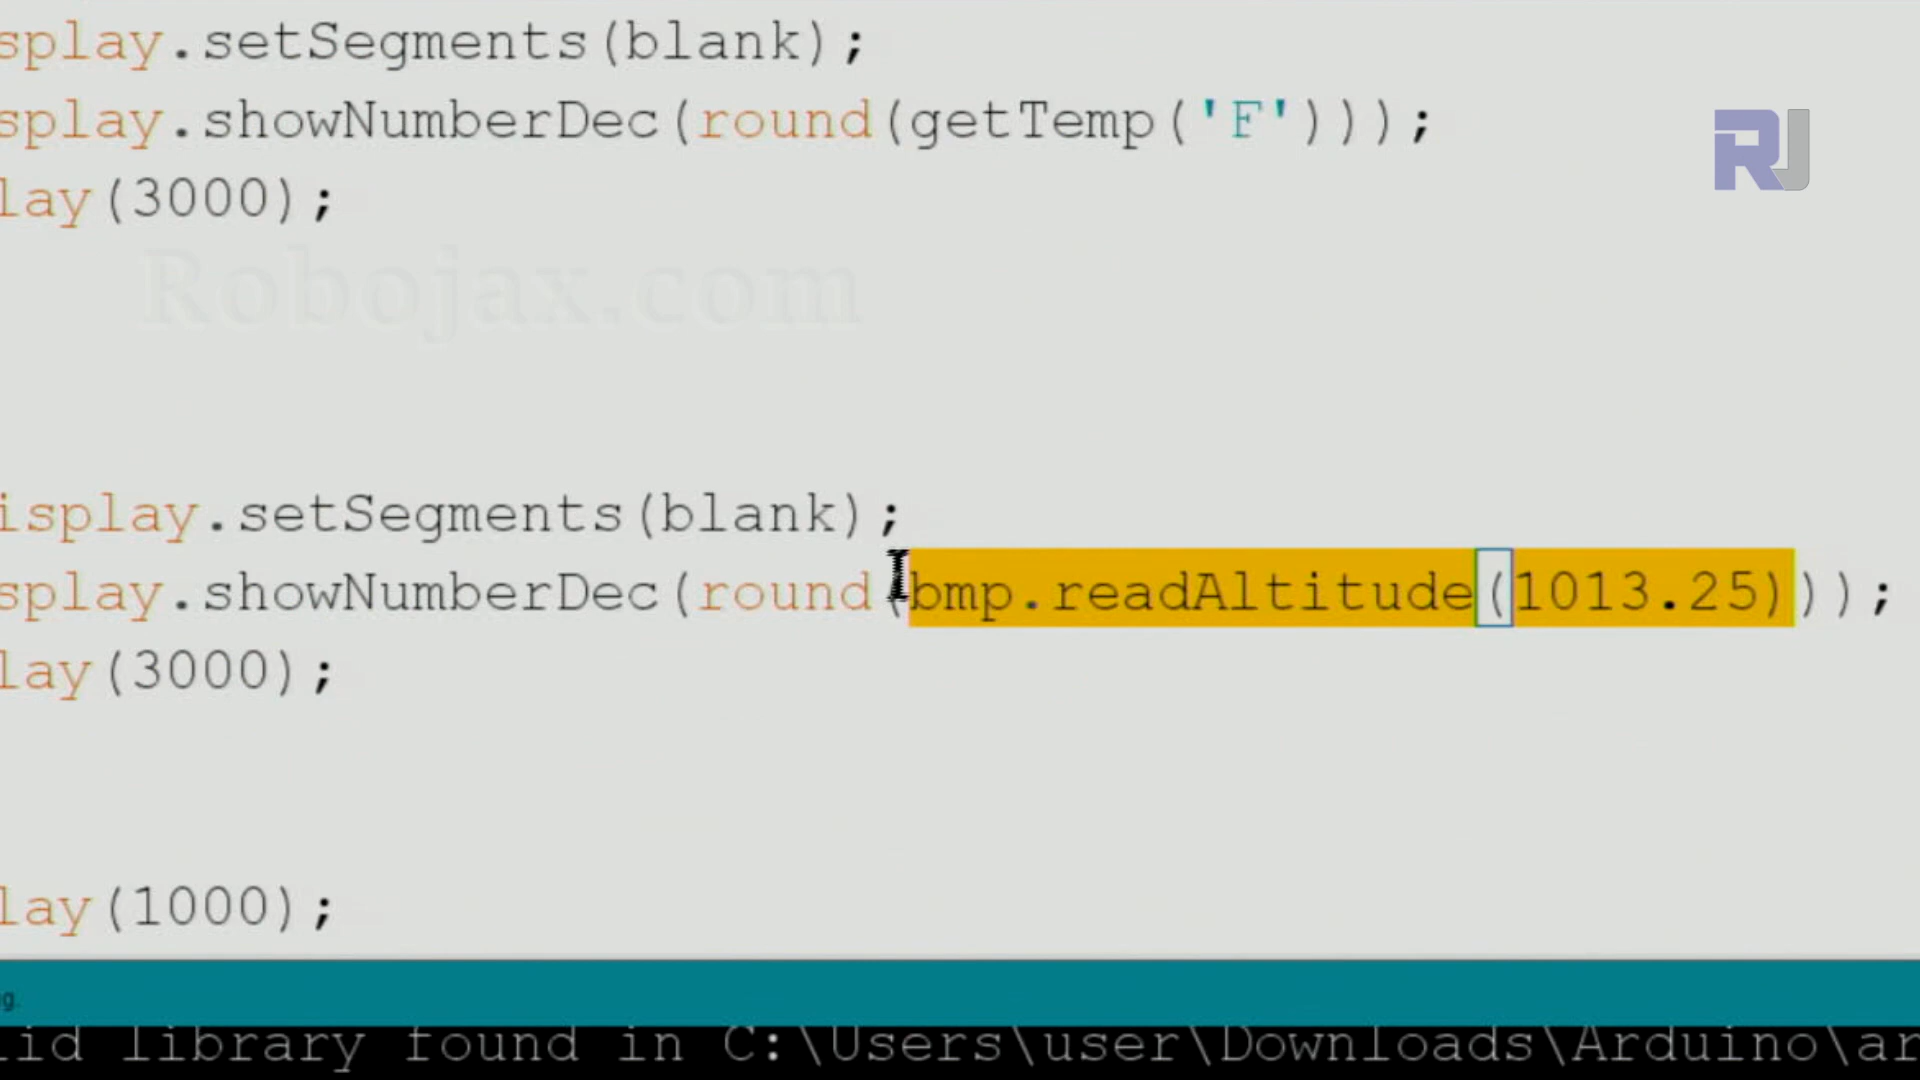 splay.setSegments(blank);
splay.showNumberDec(round(getTemp('F')));
RJ
lay(3000);
Robojax.com
isplay.setSegments(blank);
splay.showNumberDec(round(bmp.readAltitude(1013.25)));
lay(3000);
lay(1000);
g.
lid library found in C:\Users\user\Downloads\Arduino\ar